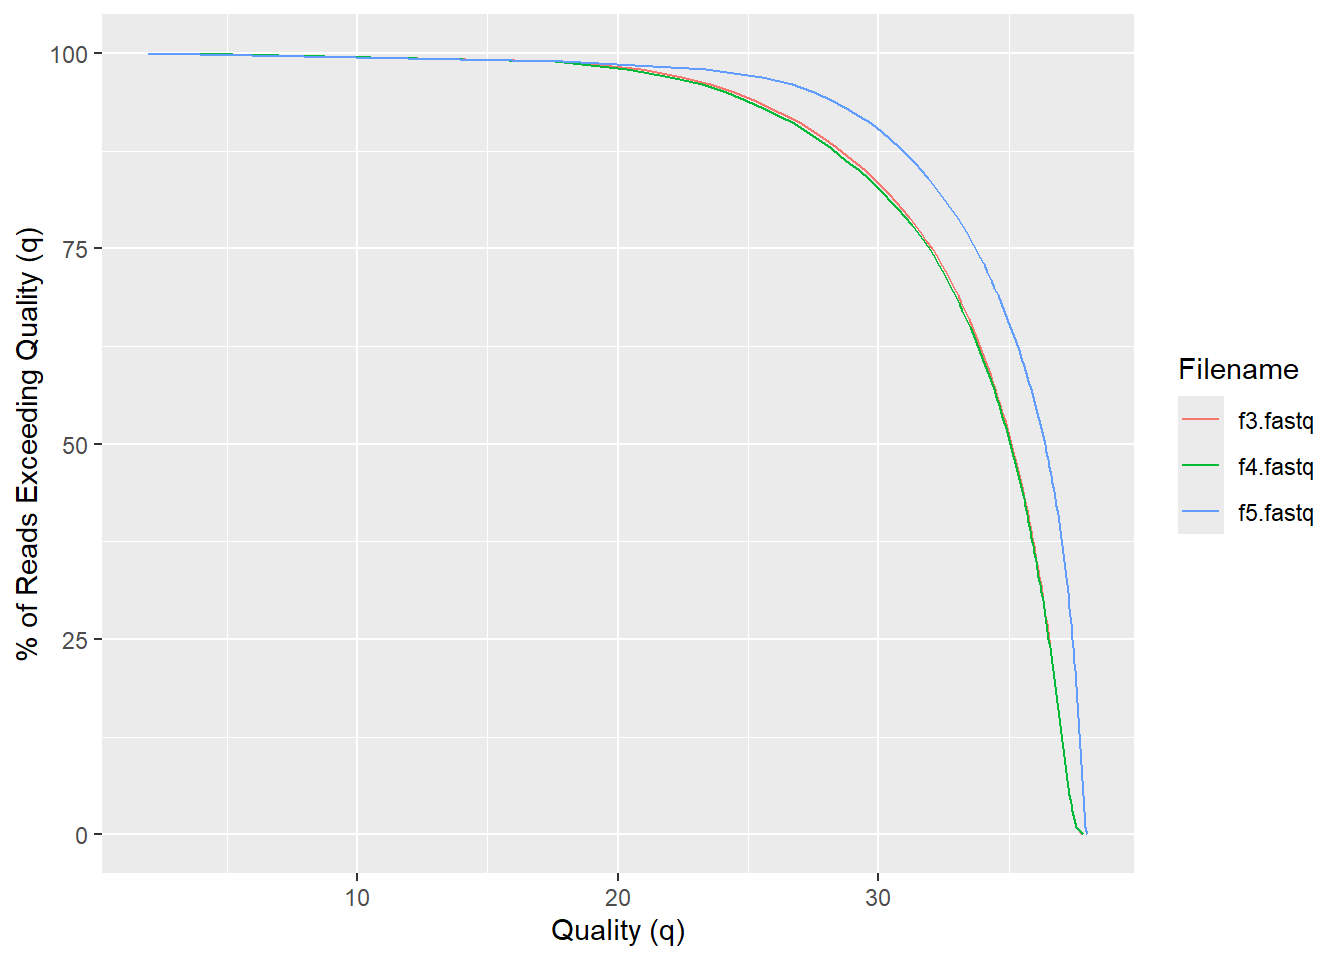 % of Reads Exceeding Quality (q)
100
75
50
25
0
10 20 30
Quality (q)
Filename
f3.fastq
f4.fastq
f5.fastq